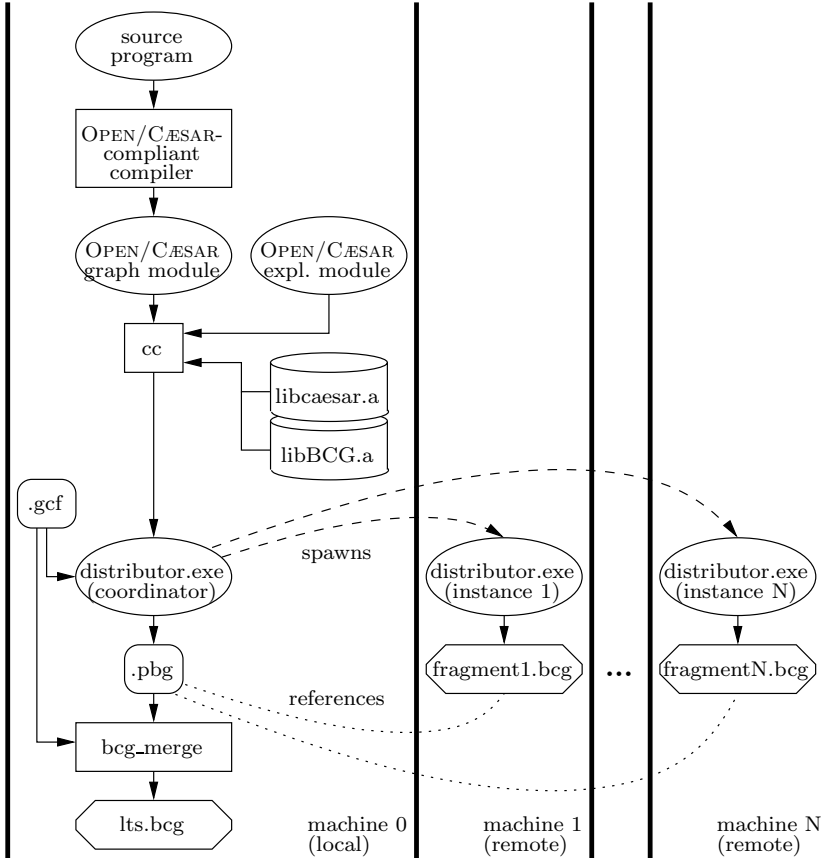 source
program
OPEN/CÆSAR-
compliant
compiler
OPEN/CÆSAR
graph module
OPEN/CÆSAR
expl. module
cc
libcaesar.a
libBCG.a
.gcf
spawns
distributor.exe
(coordinator)
distributor.exe
(instance 1)
distributor.exe
(instance N)
.pbg
fragment1.bcg
...
fragmentN.bcg
references
bcg_merge
lts.bcg
machine 0
(local)
machine 1
(remote)
machine N
(remote)